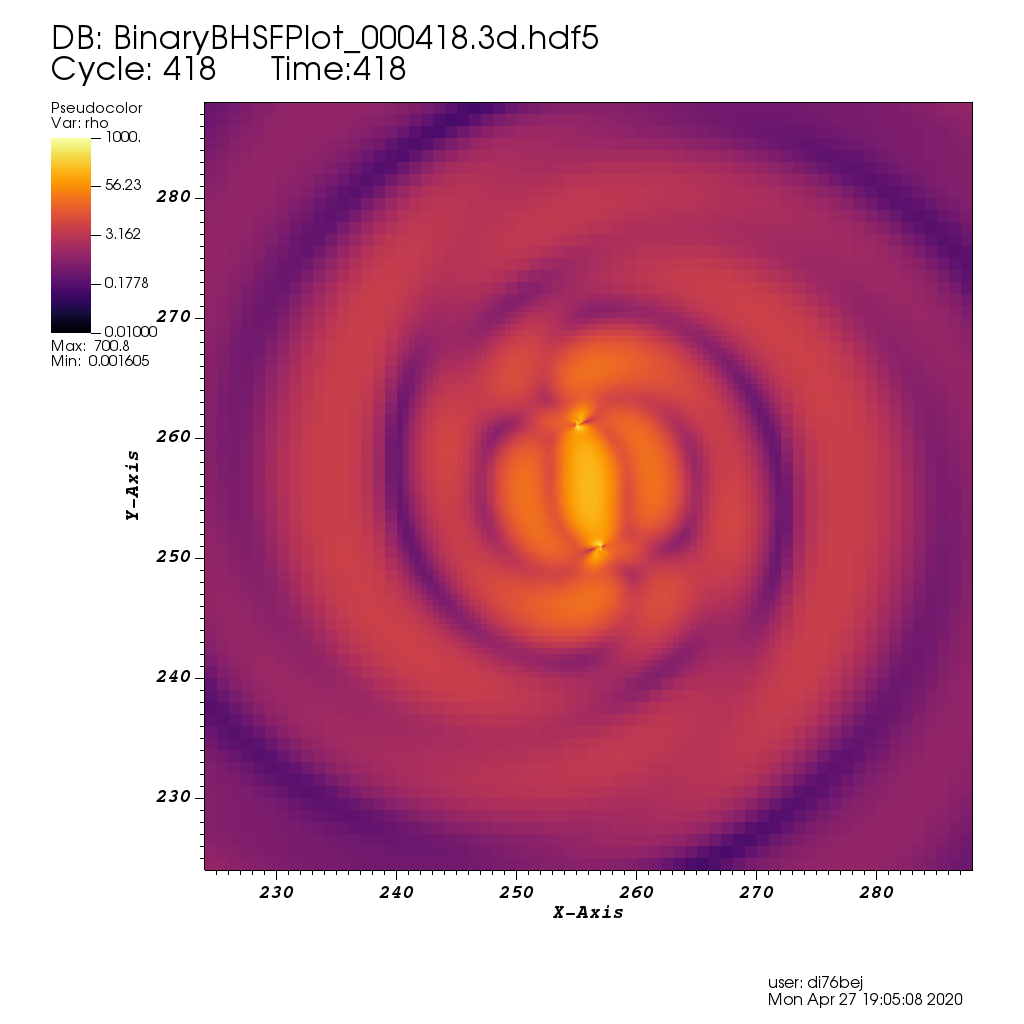 DB: BinaryBHSFPlot_000418.3d.hdf5
Cycle: 418 Time:418
Pseudocolor
Var: rho
1000.
56.23
3.162
0.1778
0.01000
Max: 700.8
Min: 0.001605
280
270
260
250
240
230
Y-Axis
230 240 250 260 270 280
X-Axis
user: di76bej
Mon Apr 27 19:05:08 2020